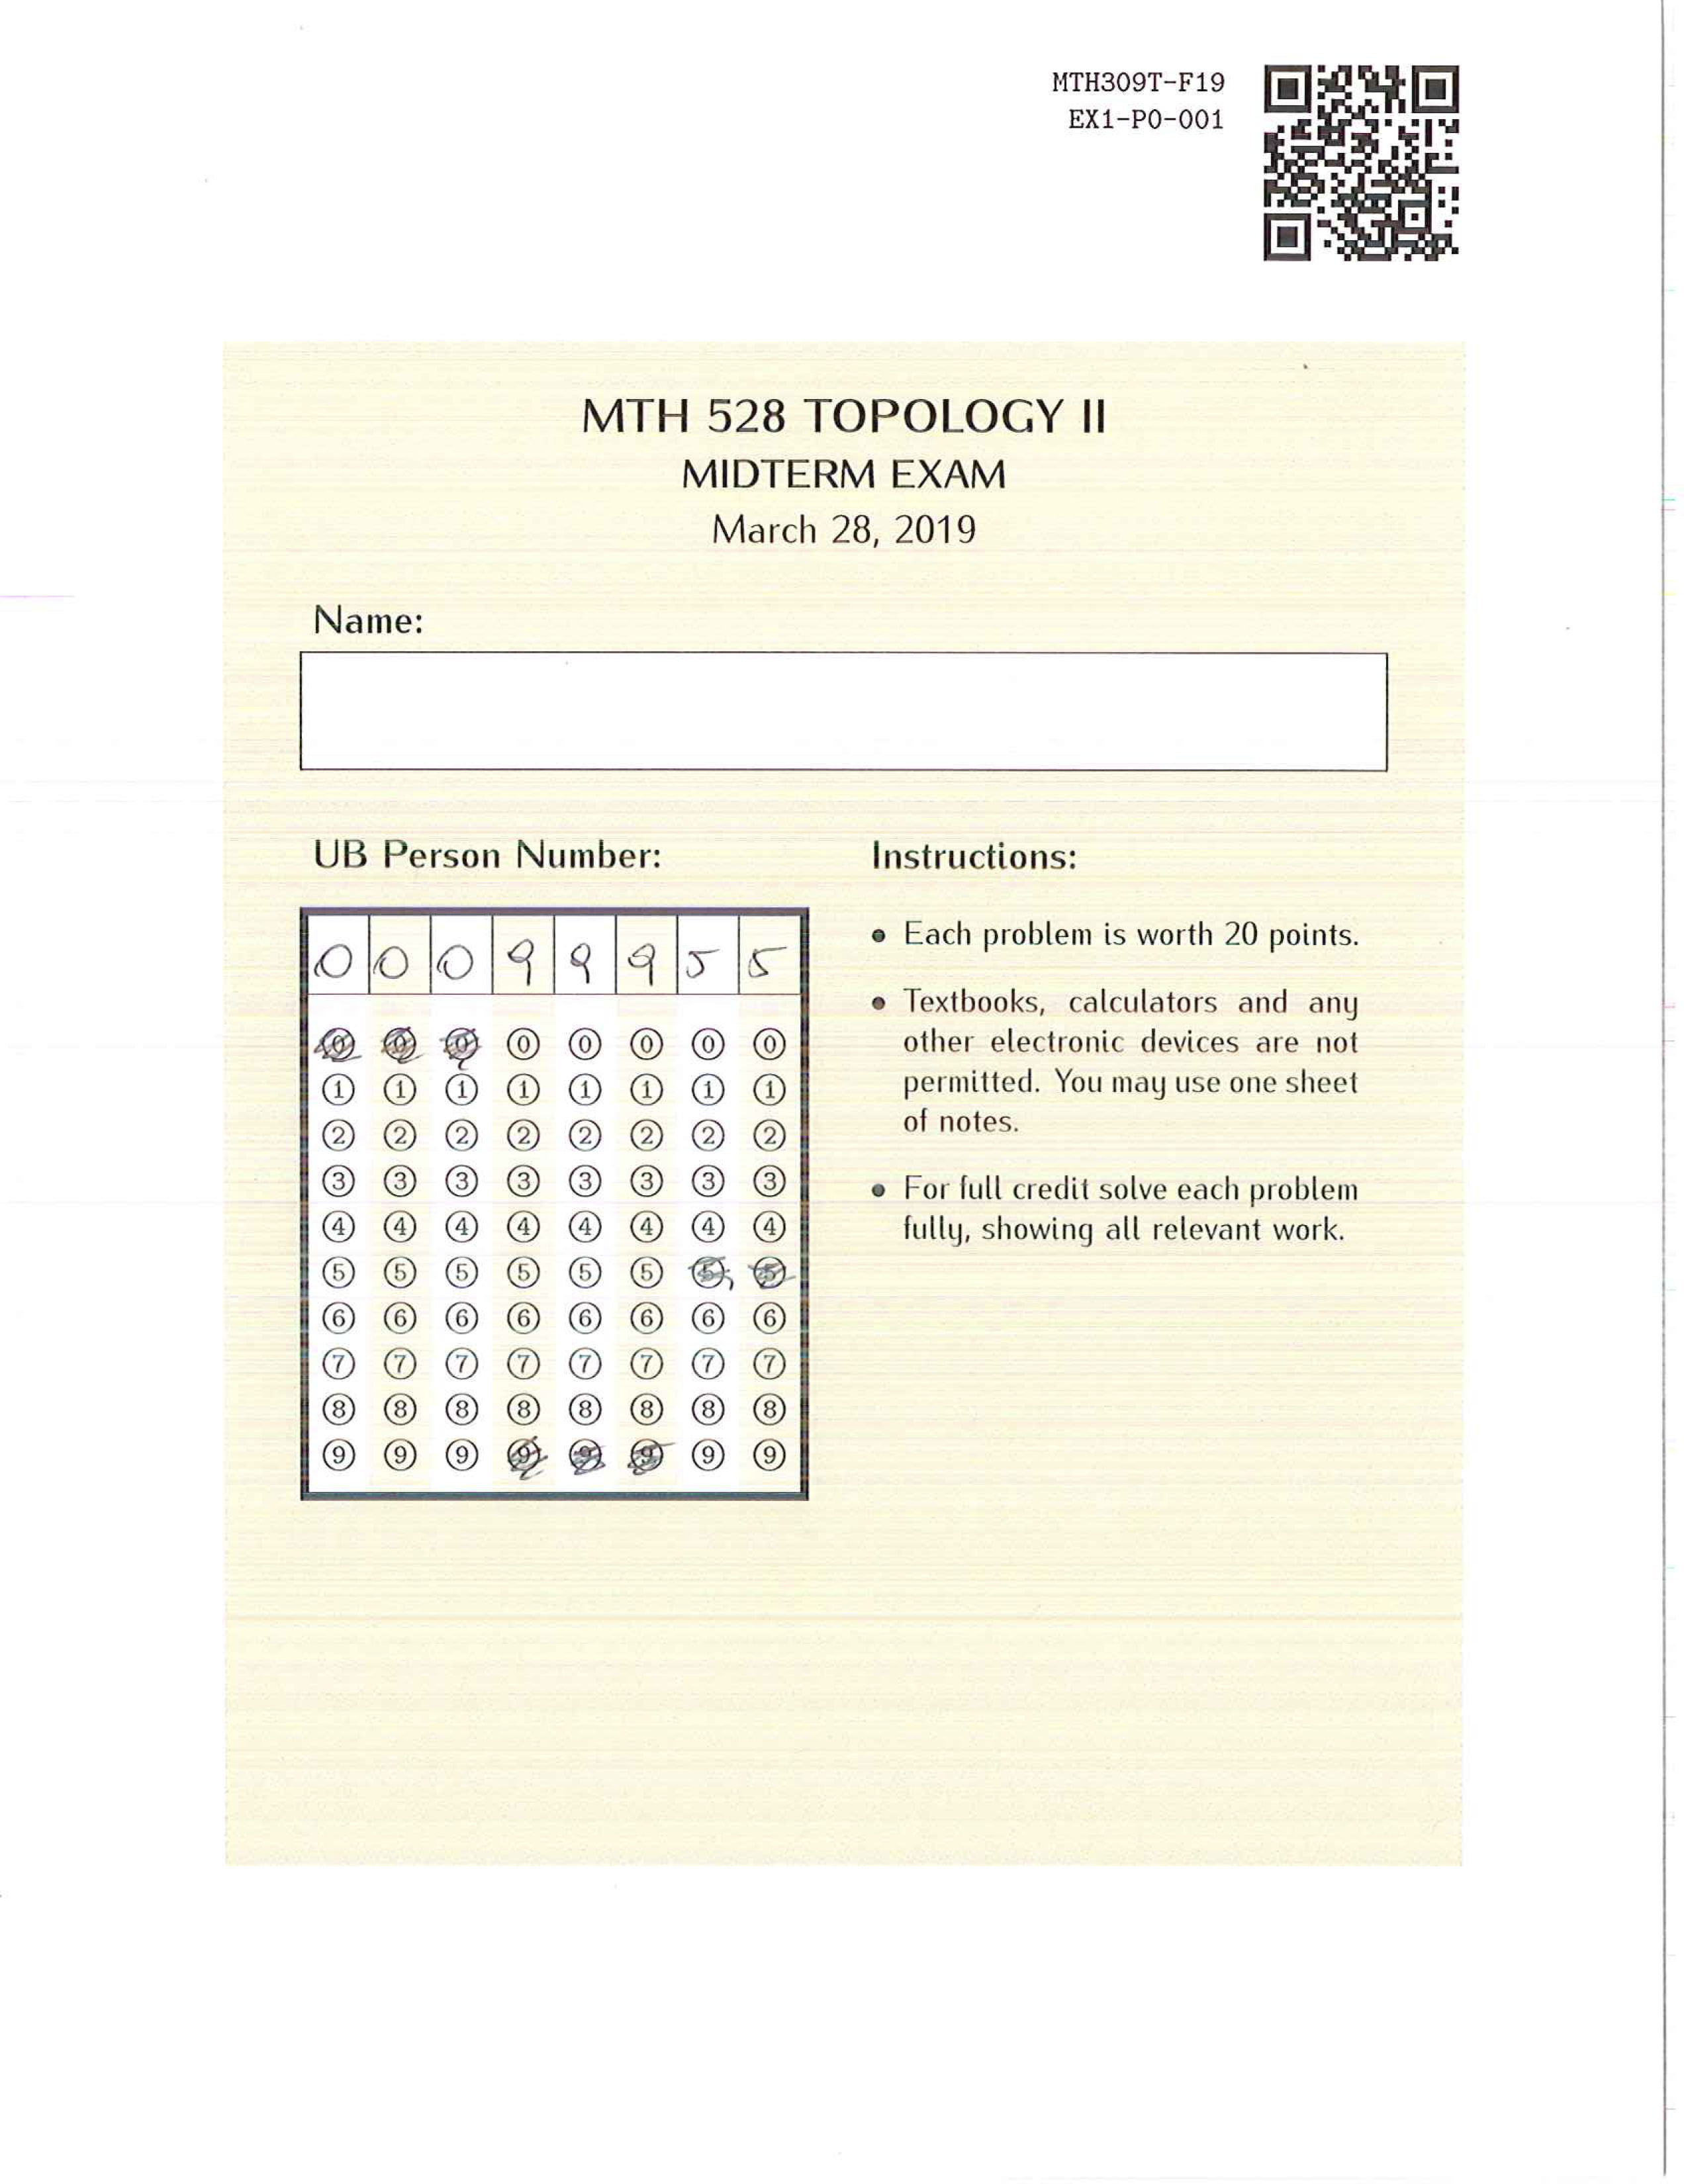 MTH309T-F19
EX1-P0-001
MTH 528 TOPOLOGY II
MIDTERM EXAM
March 28, 2019
Name:
UB Person Number:
0 0 0 9 9 9 5 5
0 0 0 0 0 0 0 0
1 1 1 1 1 1 1 1
2 2 2 2 2 2 2 2
3 3 3 3 3 3 3 3
4 4 4 4 4 4 4 4
5 5 5 5 5 5 5 5
6 6 6 6 6 6 6 6
7 7 7 7 7 7 7 7
8 8 8 8 8 8 8 8
9 9 9 9 9 9 9 9
Instructions:
• Each problem is worth 20 points.
• Textbooks, calculators and any
other electronic devices are not
permitted. You may use one sheet
of notes.
• For full credit solve each problem
fully, showing all relevant work.